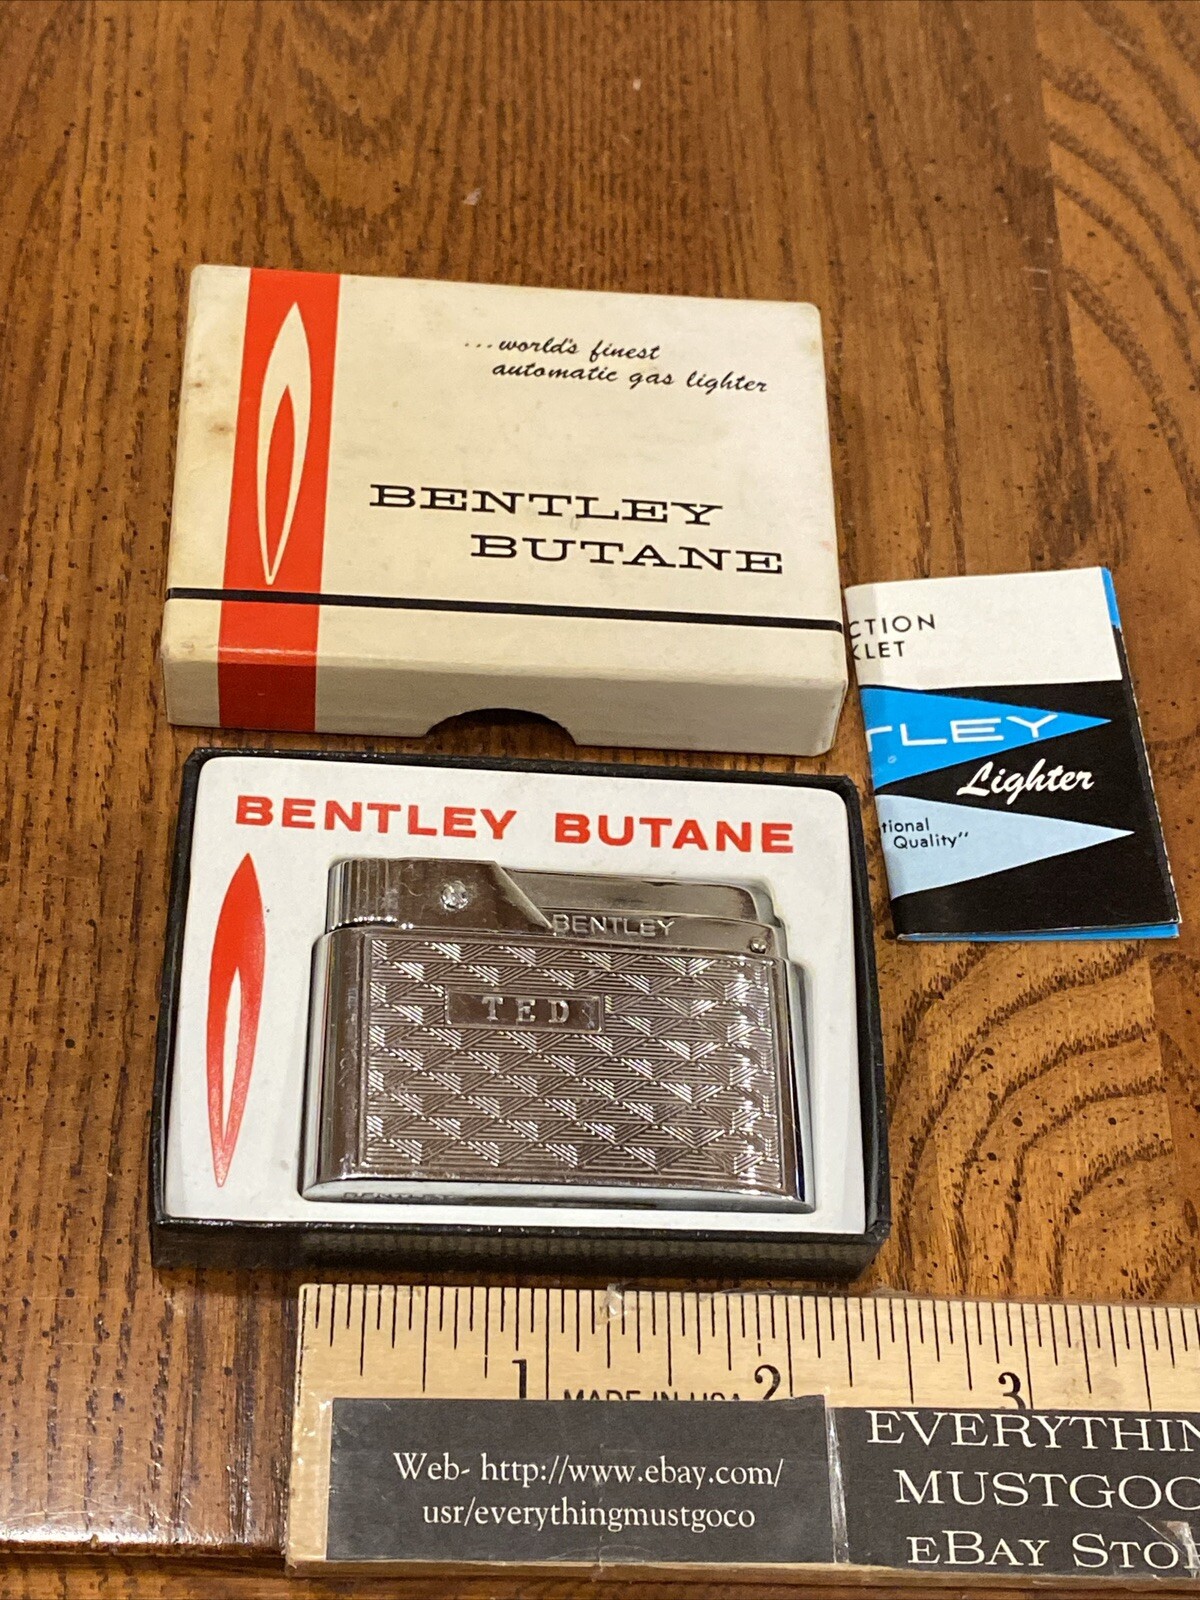 ...world's finest
automatic gas lighter
BENTLEY
BUTANE
CTION
KLET
TLEY
Lighter
tional
Quality"
BENTLEY BUTANE
BENTLEY
TED
BENTLEY
1 2 3
MADE IN USA
Web- http://www.ebay.com/
usr/everythingmustgoco
EVERYTHIN
MUSTGOC
eBay Sto